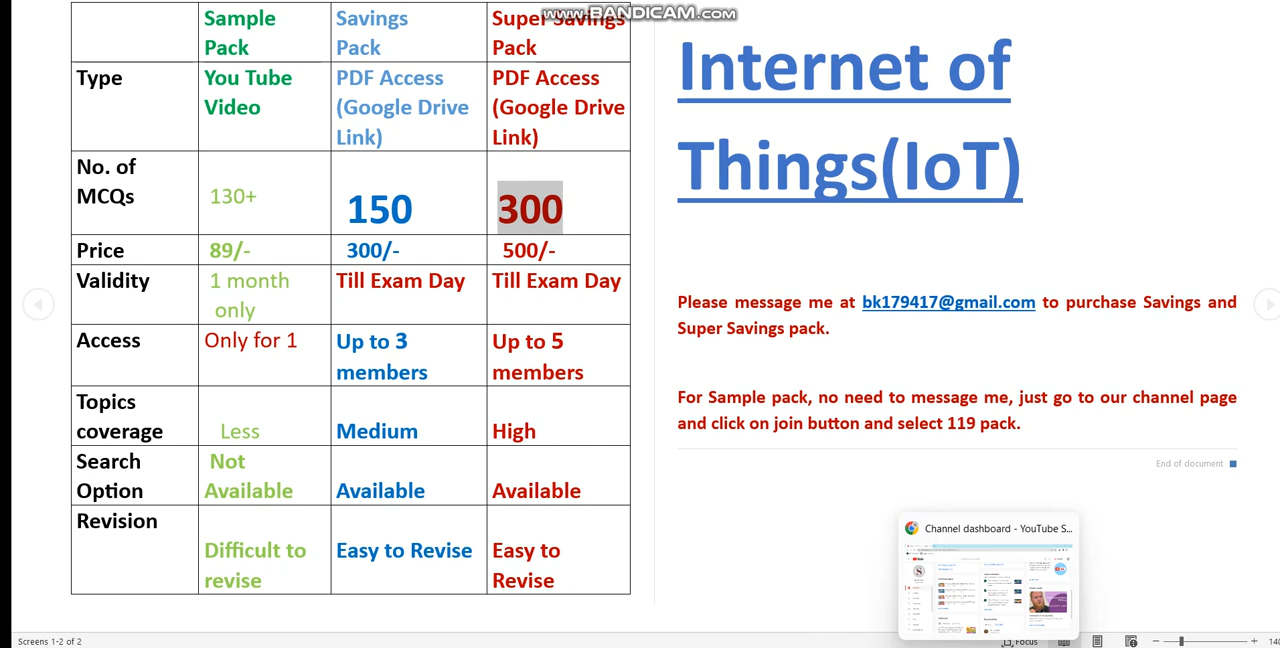 www.BANDICAM.com
Sample
Pack
Savings
Pack
Super Savings
Pack
Type
You Tube
Video
PDF Access
(Google Drive
Link)
PDF Access
(Google Drive
Link)
No. of
MCQs
130+
150
300
Price
89/-
300/-
500/-
Validity
1 month
only
Till Exam Day
Till Exam Day
Access
Only for 1
Up to 3
members
Up to 5
members
Topics
coverage
Less
Medium
High
Search
Option
Not
Available
Available
Available
Revision
Difficult to
revise
Easy to Revise
Easy to
Revise
Internet of
Things(IoT)
Please message me at bk179417@gmail.com to purchase Savings and
Super Savings pack.
For Sample pack, no need to message me, just go to our channel page
and click on join button and select 119 pack.
End of document
Channel dashboard - YouTube S...
Screens 1-2 of 2
Focus
140